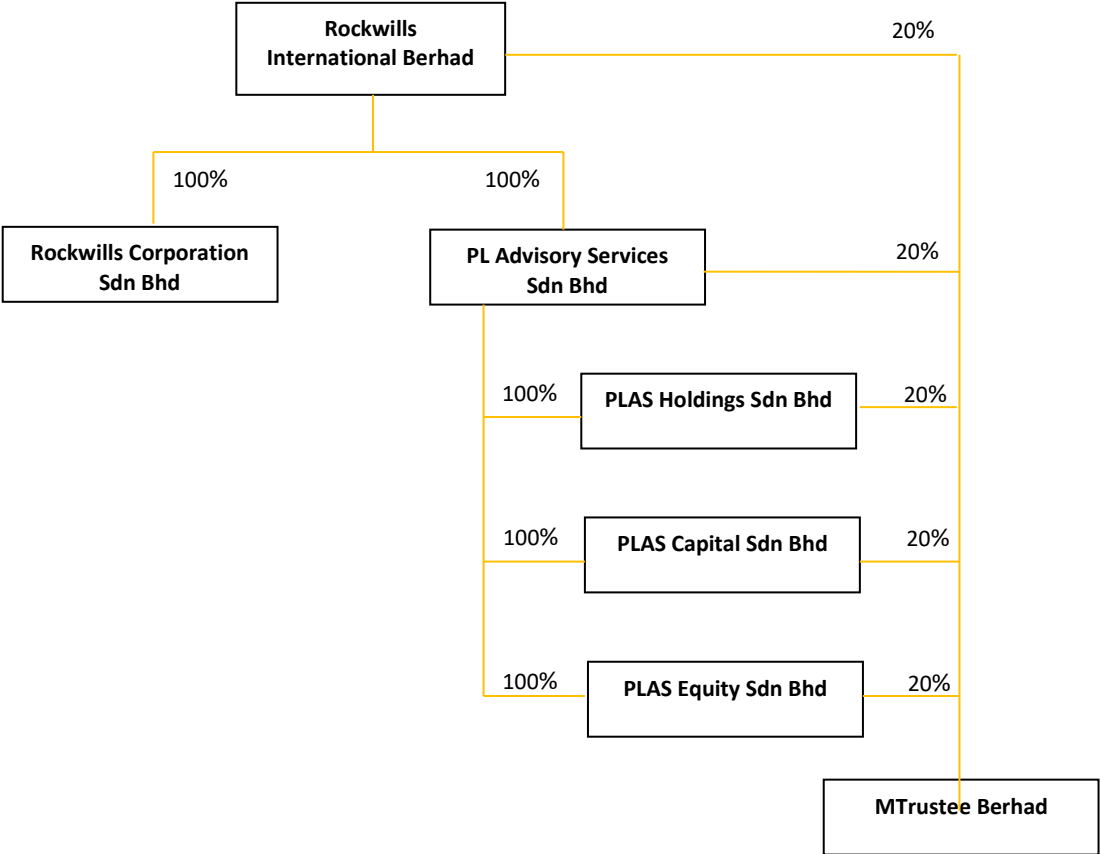 Rockwills
International Berhad
20%
100%
100%
Rockwills Corporation
Sdn Bhd
PL Advisory Services
Sdn Bhd
20%
100%
PLAS Holdings Sdn Bhd
20%
100%
PLAS Capital Sdn Bhd
20%
100%
PLAS Equity Sdn Bhd
20%
MTrustee Berhad